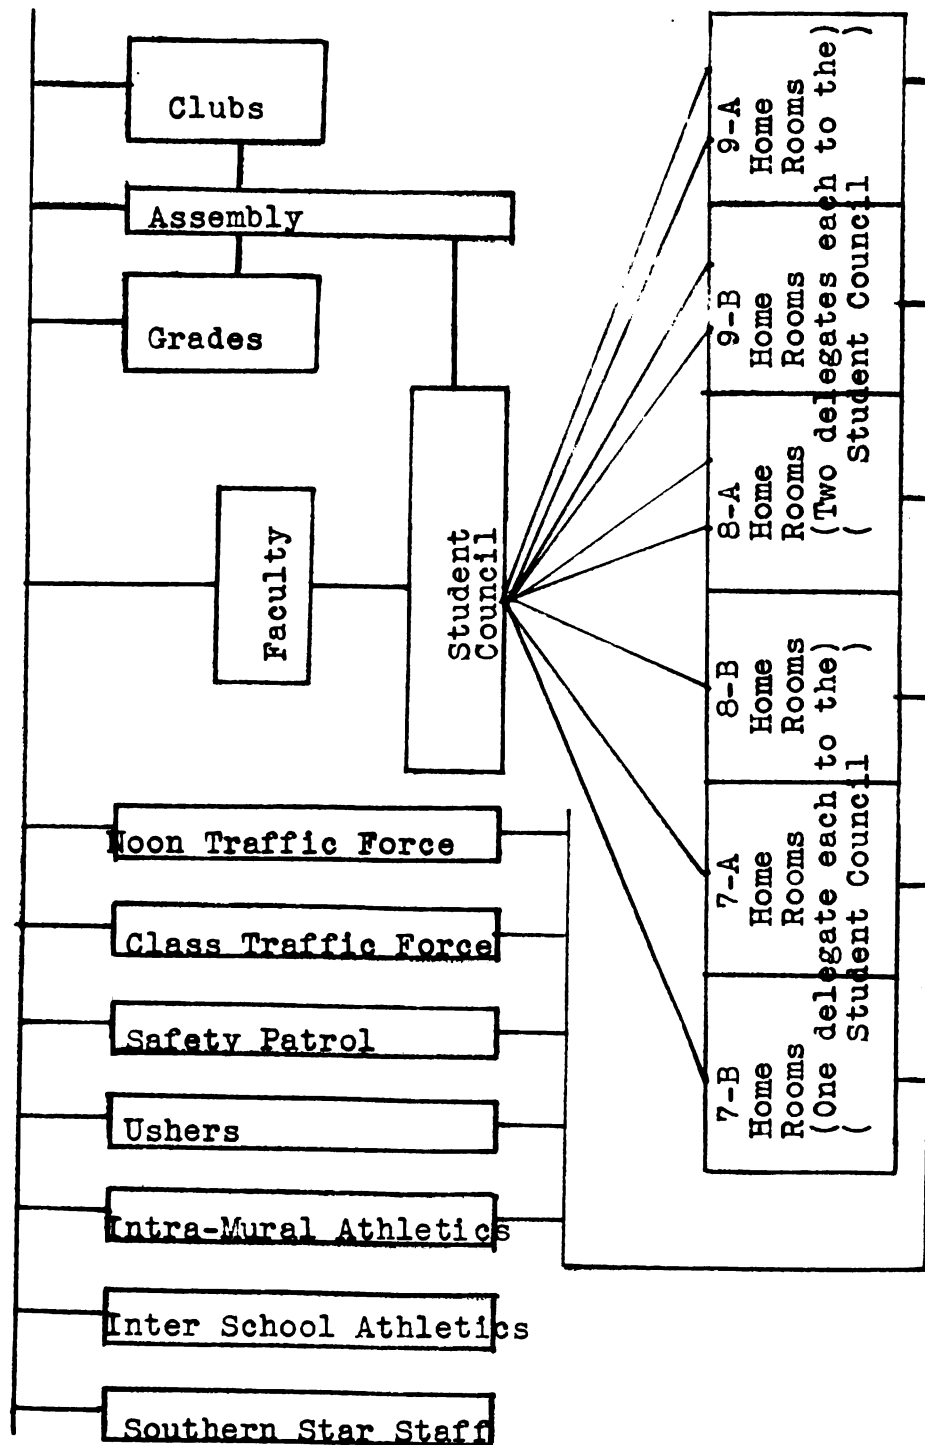 Clubs
Assembly
Grades
Faculty
Student
Council
Noon Traffic Force
Class Traffic Force
Safety Patrol
Ushers
Intra-Mural Athletics
Inter School Athletics
Southern Star Staff
9-A
Home
Rooms
9-B
Home
Rooms
8-A
Home
Rooms
(Two delegates each to the)
( Student Council )
8-B
Home
Rooms
7-A
Home
Rooms
7-B
Home
Rooms
(One delegate each to the)
( Student Council )